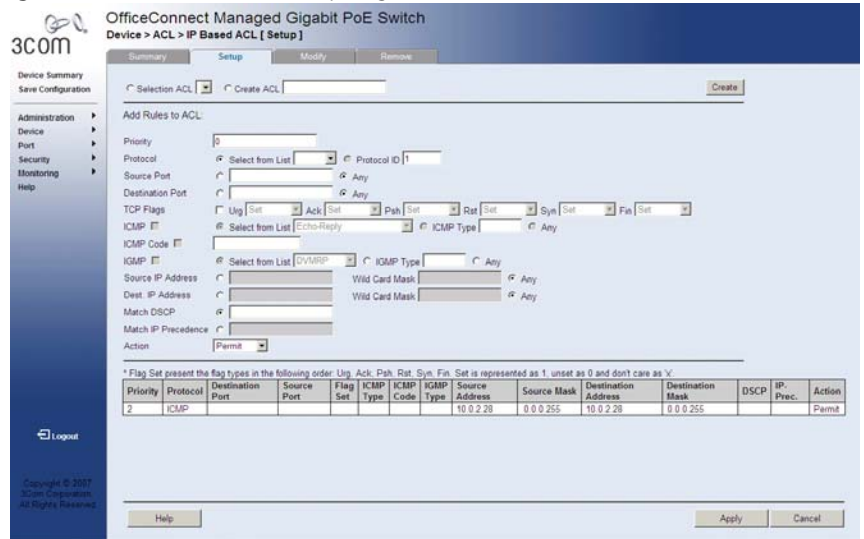 3COM
OfficeConnect Managed Gigabit PoE Switch
Device > ACL > IP Based ACL [ Setup ]
Summary Setup Modify Remove
Device Summary
Save Configuration
Administration
Device
Port
Security
Monitoring
Help
Logout
Copyright © 2007
3Com Corporation.
All Rights Reserved.
Selection ACL Create ACL Create
Add Rules to ACL:
Priority 0
Protocol Select from List Protocol ID 1
Source Port Any
Destination Port Any
TCP Flags Urg Set Ack Set Psh Set Rst Set Syn Set Fin Set
ICMP Select from List Echo-Reply ICMP Type Any
ICMP Code
IGMP Select from List DVMRP IGMP Type Any
Source IP Address Wild Card Mask Any
Dest. IP Address Wild Card Mask Any
Match DSCP
Match IP Precedence
Action Permit
* Flag Set present the flag types in the following order: Urg, Ack, Psh, Rst, Syn, Fin. Set is represented as 1, unset as 0 and don't care as 'x'.
Priority Protocol Destination Port Source Port Flag Set ICMP Type ICMP Code IGMP Type Source Address Source Mask Destination Address Destination Mask DSCP IP-Prec. Action
2 ICMP 10.0.2.28 0.0.0.255 10.0.2.28 0.0.0.255 Permit
Help Apply Cancel